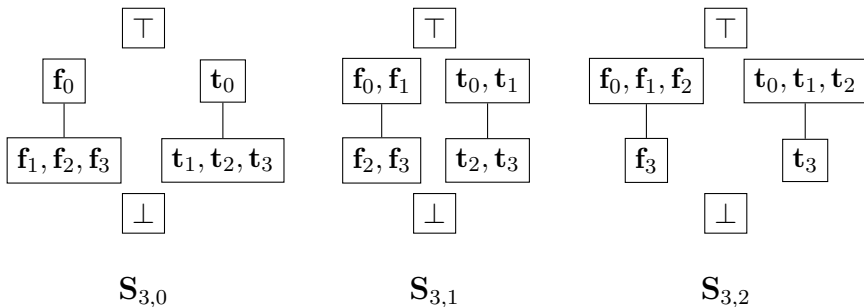 ⊤ ⊤ ⊤
f₀ t₀ f₀, f₁ t₀, t₁ f₀, f₁, f₂ t₀, t₁, t₂
f₁, f₂, f₃ t₁, t₂, t₃ f₂, f₃ t₂, t₃ f₃ t₃
⊥ ⊥ ⊥
S₃,₀ S₃,₁ S₃,₂